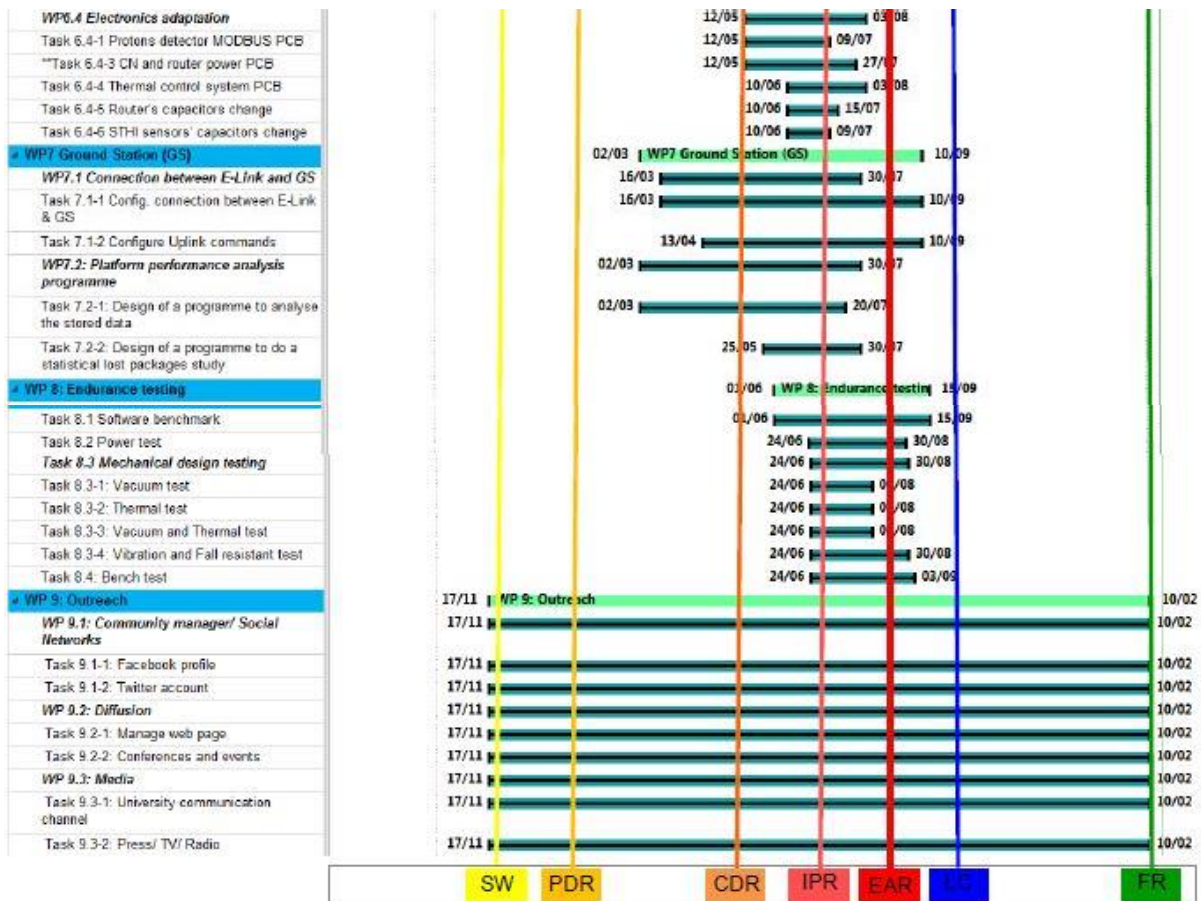 WP6.4 Electronics adaptation 12/05 03/08
Task 6.4-1 Protons detector MODBUS PCB 12/05 09/07
**Task 6.4-3 CN and router power PCB 12/05 27/07
Task 6.4-4 Thermal control system PCB 10/06 03/08
Task 6.4-5 Router's capacitors change 10/06 15/07
Task 6.4-6 STHI sensors' capacitors change 10/06 09/07
WP7 Ground Station (GS) 02/03 WP7 Ground Station (GS) 10/09
WP7.1 Connection between E-Link and GS 16/03 30/07
Task 7.1-1 Config. connection between E-Link 16/03 10/09
& GS
Task 7.1-2 Configure Uplink commands 13/04 10/09
WP7.2: Platform performance analysis 02/03 30/07
programme
Task 7.2-1: Design of a programme to analyse 02/03 20/07
the stored data
Task 7.2-2: Design of a programme to do a 25/05 30/07
statistical lost packages study
WP 8: Endurance testing 01/06 WP 8: Endurance testin 15/09
Task 8.1 Software benchmark 01/06 15/09
Task 8.2 Power test 24/06 30/08
Task 8.3 Mechanical design testing 24/06 30/08
Task 8.3-1: Vacuum test 24/06 /08
Task 8.3-2: Thermal test 24/06 /08
Task 8.3-3: Vacuum and Thermal test 24/06 /08
Task 8.3-4: Vibration and Fall resistant test 24/06 30/08
Task 8.4: Bench test 24/06 03/09
WP 9: Outreach 17/11 WP 9: Outreach 10/02
WP 9.1: Community manager/ Social 17/11 10/02
Networks
Task 9.1-1: Facebook profile 17/11 10/02
Task 9.1-2: Twitter account 17/11 10/02
WP 9.2: Diffusion 17/11 10/02
Task 9.2-1: Manage web page 17/11 10/02
Task 9.2-2: Conferences and events 17/11 10/02
WP 9.3: Media 17/11 10/02
Task 9.3-1: University communication 17/11 10/02
channel
Task 9.3-2: Press/ TV/ Radio 17/11 10/02
SW PDR CDR IPR EAR LC FR